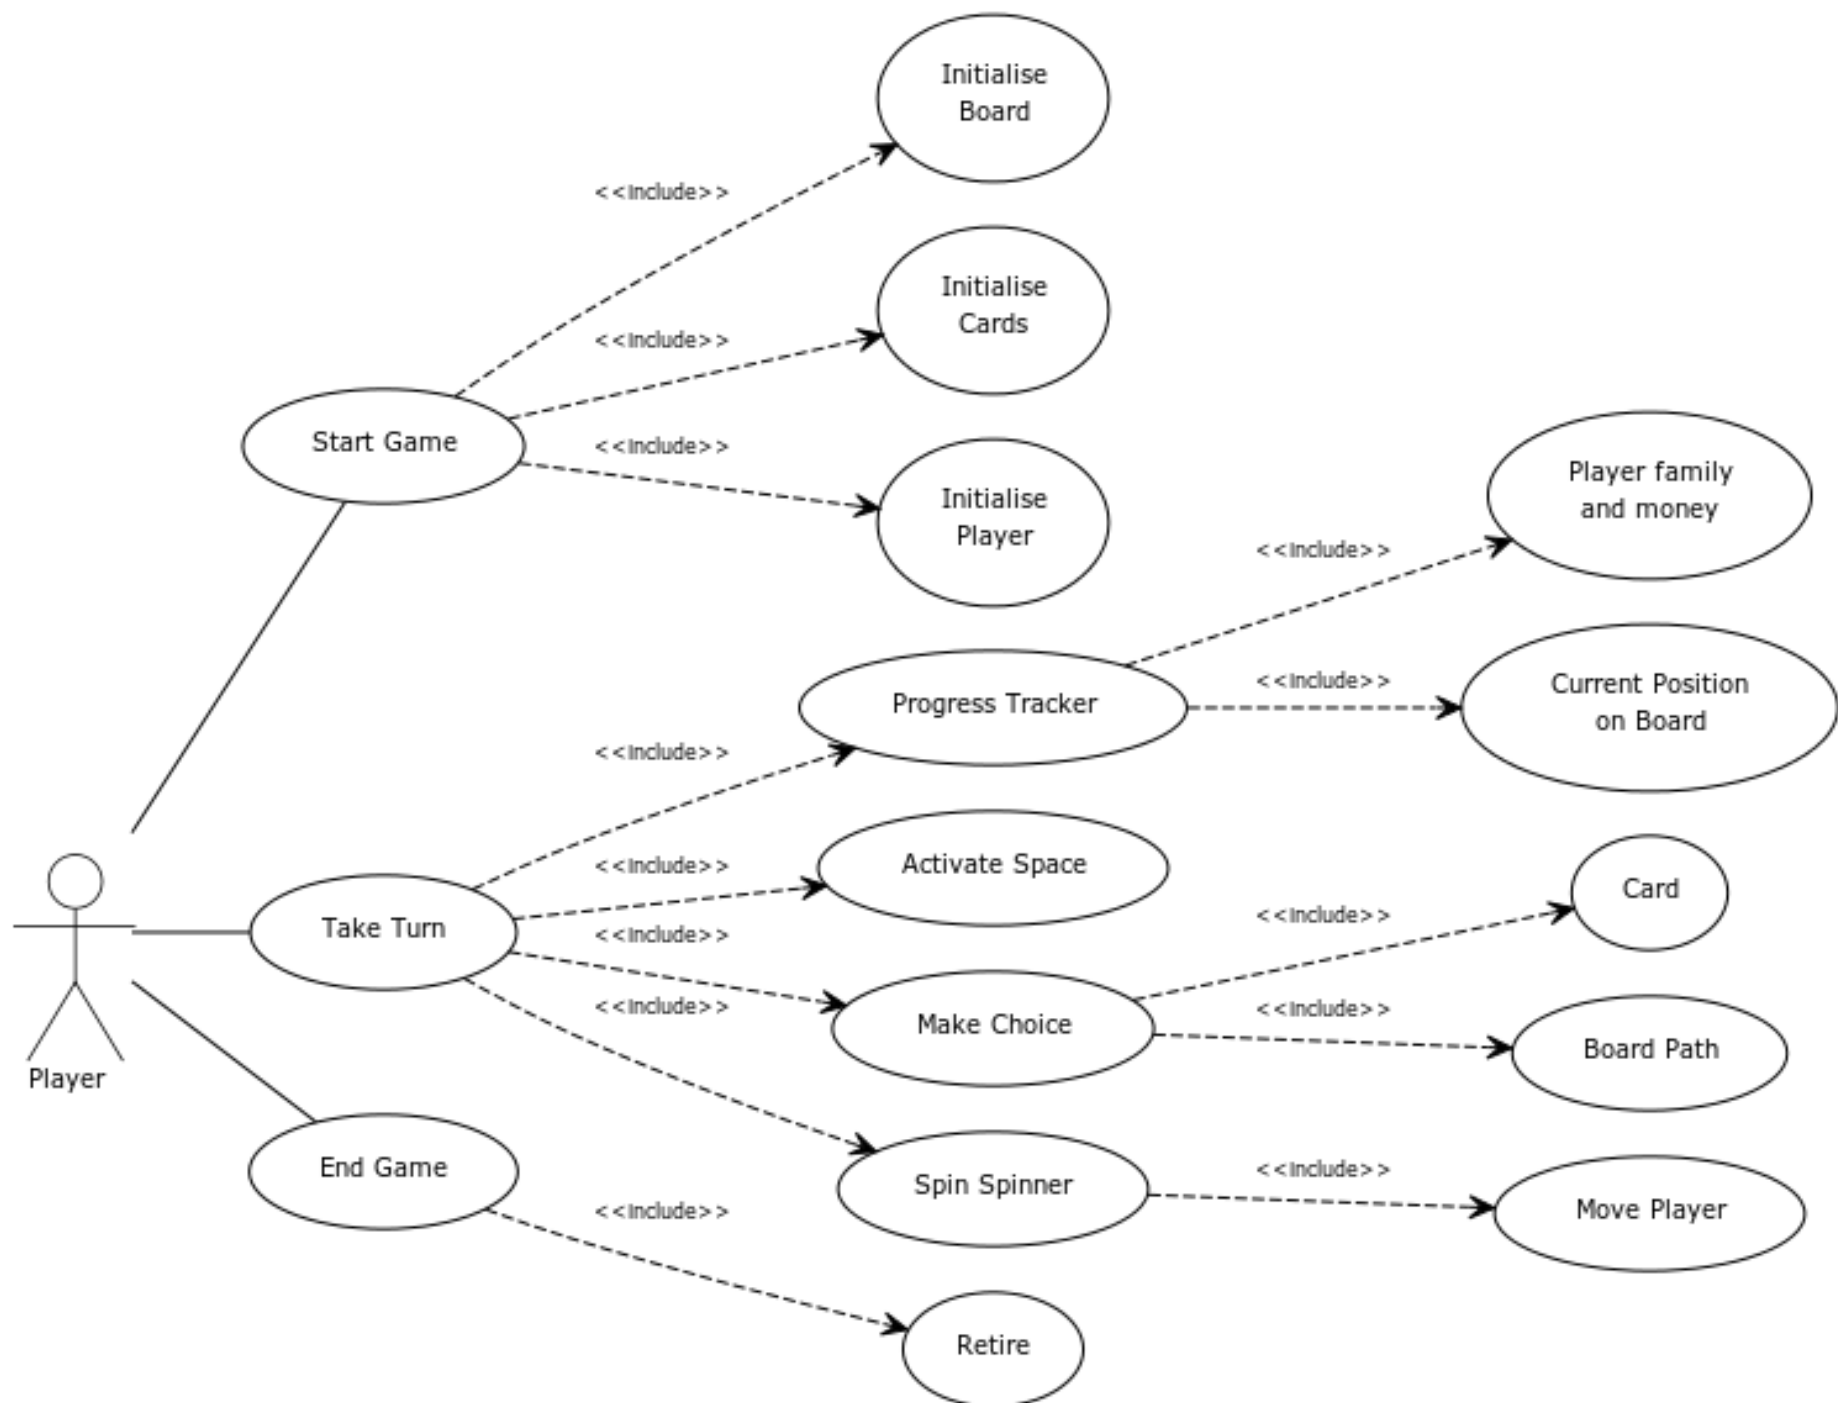 Initialise
Board
<<include>>
Initialise
Cards
<<include>>
Start Game
<<include>>
Initialise
Player
Player family
and money
<<include>>
Progress Tracker
<<include>>
Current Position
on Board
<<include>>
Activate Space
<<include>>
Card
<<include>>
Take Turn
<<include>>
Make Choice
<<include>>
Board Path
<<include>>
Player
End Game
Spin Spinner
<<include>>
Move Player
<<include>>
Retire